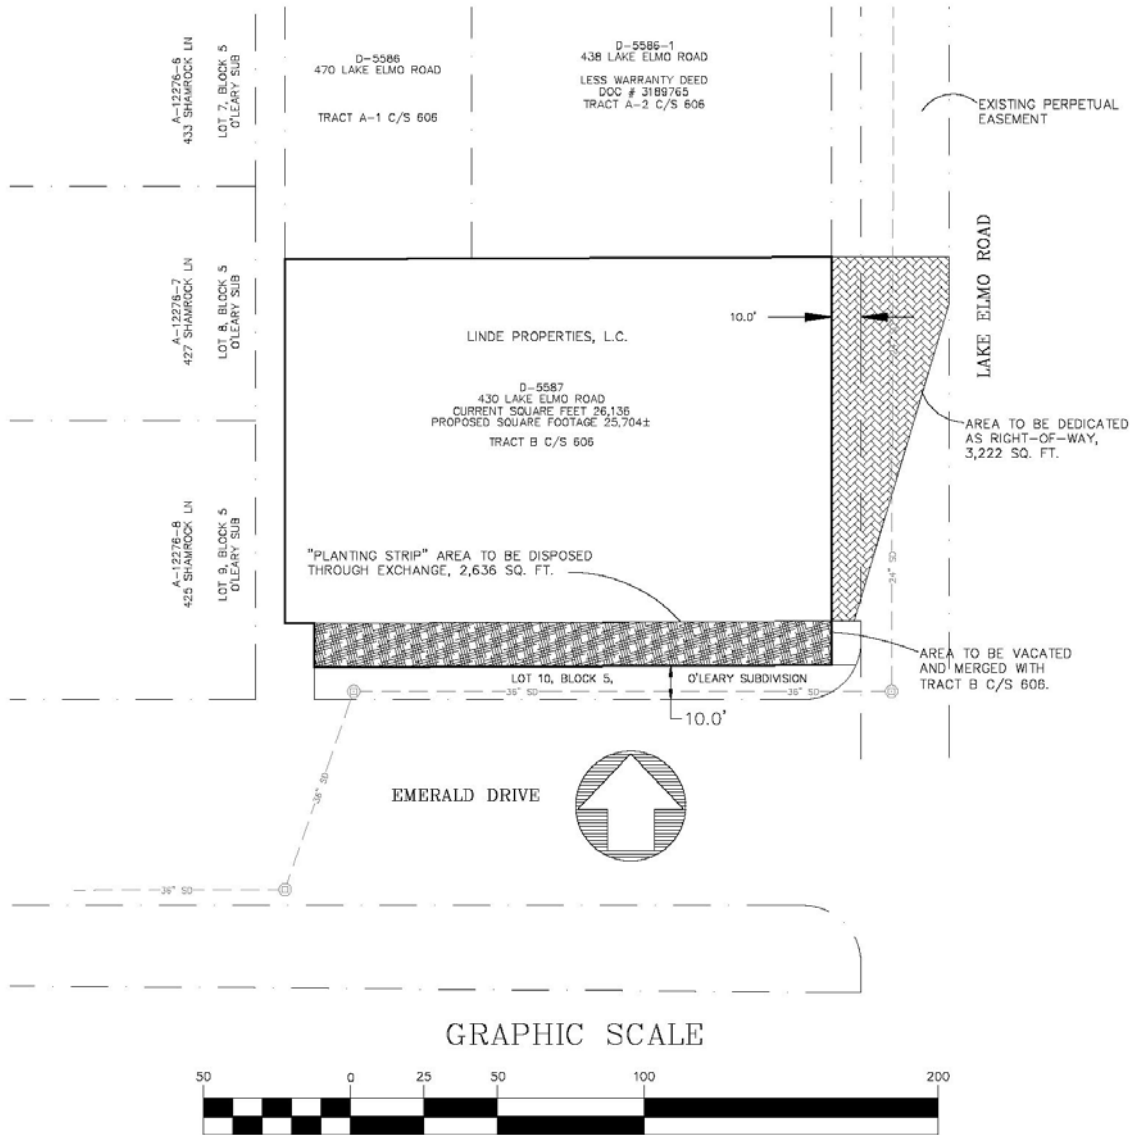 A-12276-6
433 SHAMROCK LN
LOT 7, BLOCK 5
O'LEARY SUB
D-5586
470 LAKE ELMO ROAD
TRACT A-1 C/S 606
D-5586-1
438 LAKE ELMO ROAD
LESS WARRANTY DEED
DOC # 3189765
TRACT A-2 C/S 606
EXISTING PERPETUAL
EASEMENT
LAKE ELMO ROAD
A-12276-7
427 SHAMROCK LN
LOT 8, BLOCK 5
O'LEARY SUB
10.0'
LINDE PROPERTIES, L.C.
D-5587
430 LAKE ELMO ROAD
CURRENT SQUARE FEET 26,136
PROPOSED SQUARE FOOTAGE 25,704±
TRACT B C/S 606
AREA TO BE DEDICATED
AS RIGHT-OF-WAY,
3,222 SQ. FT.
A-12276-8
425 SHAMROCK LN
LOT 9, BLOCK 5
O'LEARY SUB
"PLANTING STRIP" AREA TO BE DISPOSED
THROUGH EXCHANGE, 2,636 SQ. FT.
24" SD
AREA TO BE VACATED
AND MERGED WITH
TRACT B C/S 606.
LOT 10, BLOCK 5, O'LEARY SUBDIVISION
36" SD
36" SD
10.0'
36" SD
EMERALD DRIVE
36" SD
GRAPHIC SCALE
50 0 25 50 100 200